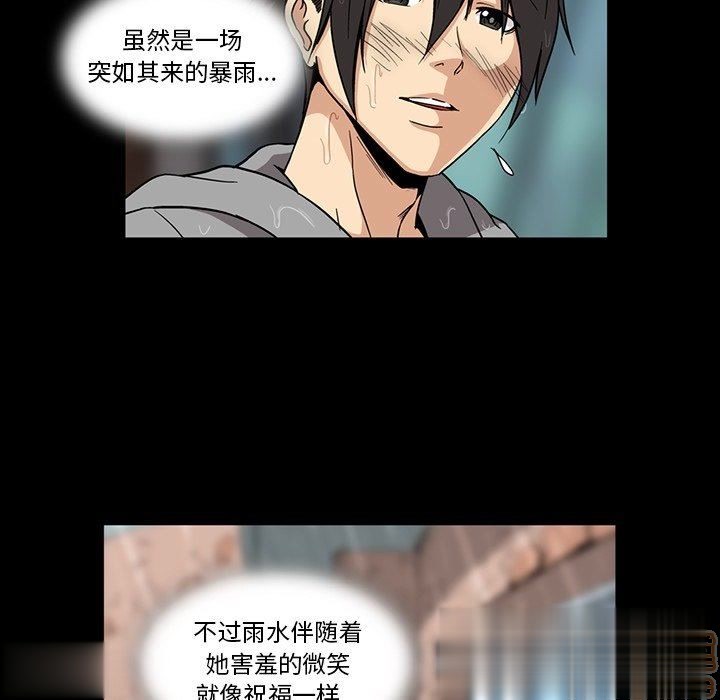 虽然是一场
突如其来的暴雨...
不过雨水伴随着
她害羞的微笑
就像祝福一样